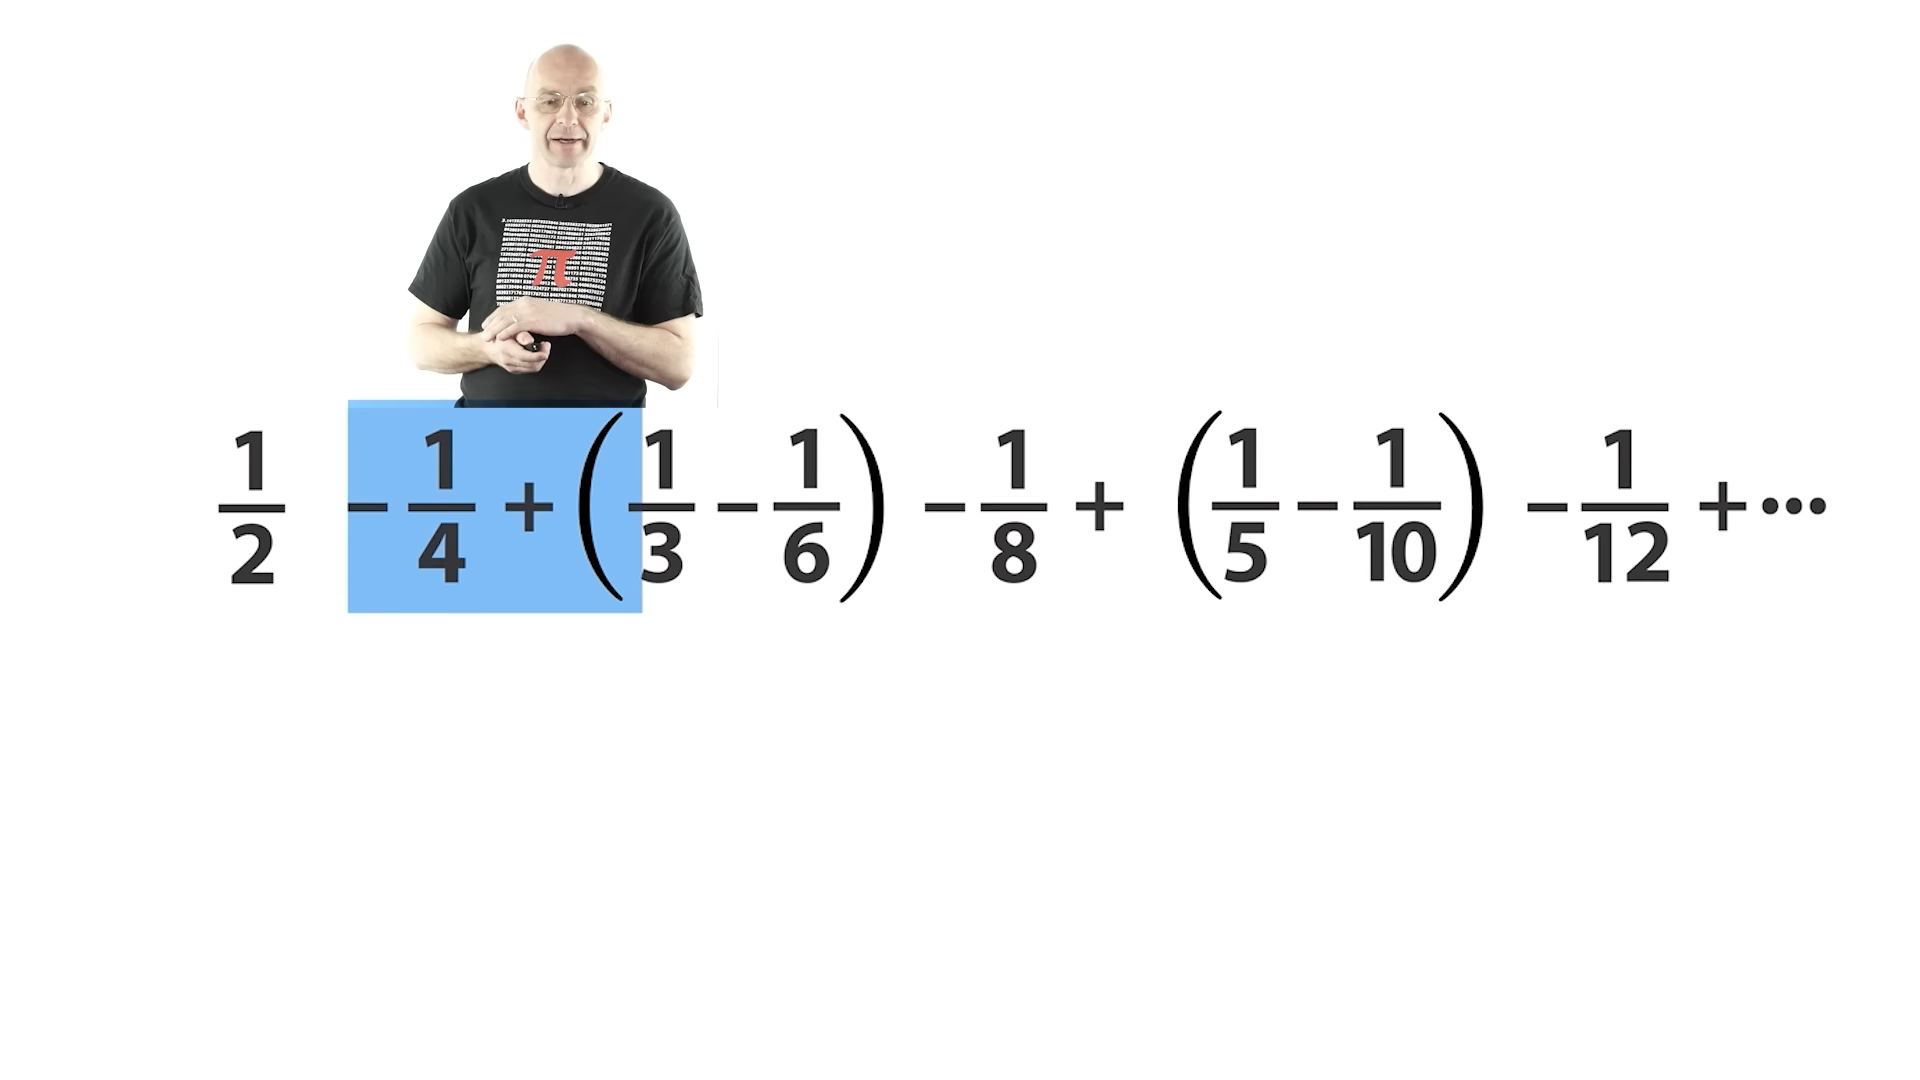 π
1/2 − 1/4 + (1/3 − 1/6) − 1/8 + (1/5 − 1/10) − 1/12 + ⋯